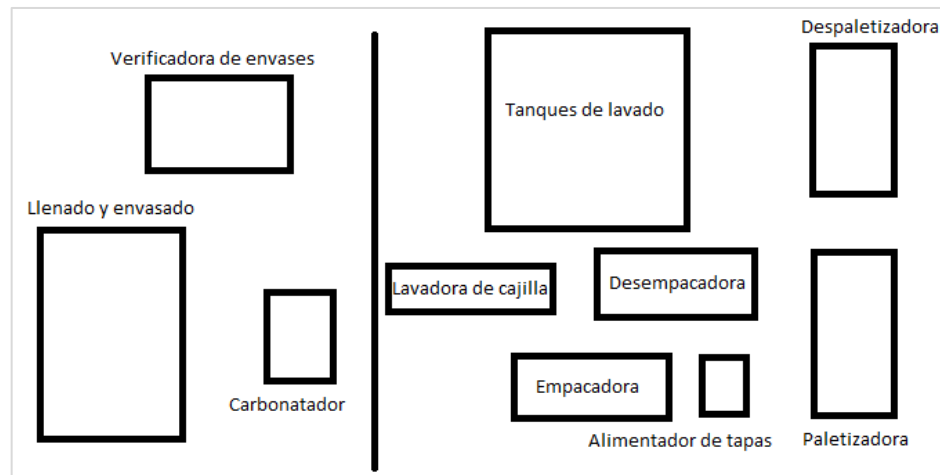 Despaletizadora
Verificadora de envases
Tanques de lavado
Llenado y envasado
Lavadora de cajilla
Desempacadora
Empacadora
Carbonatador
Alimentador de tapas
Paletizadora